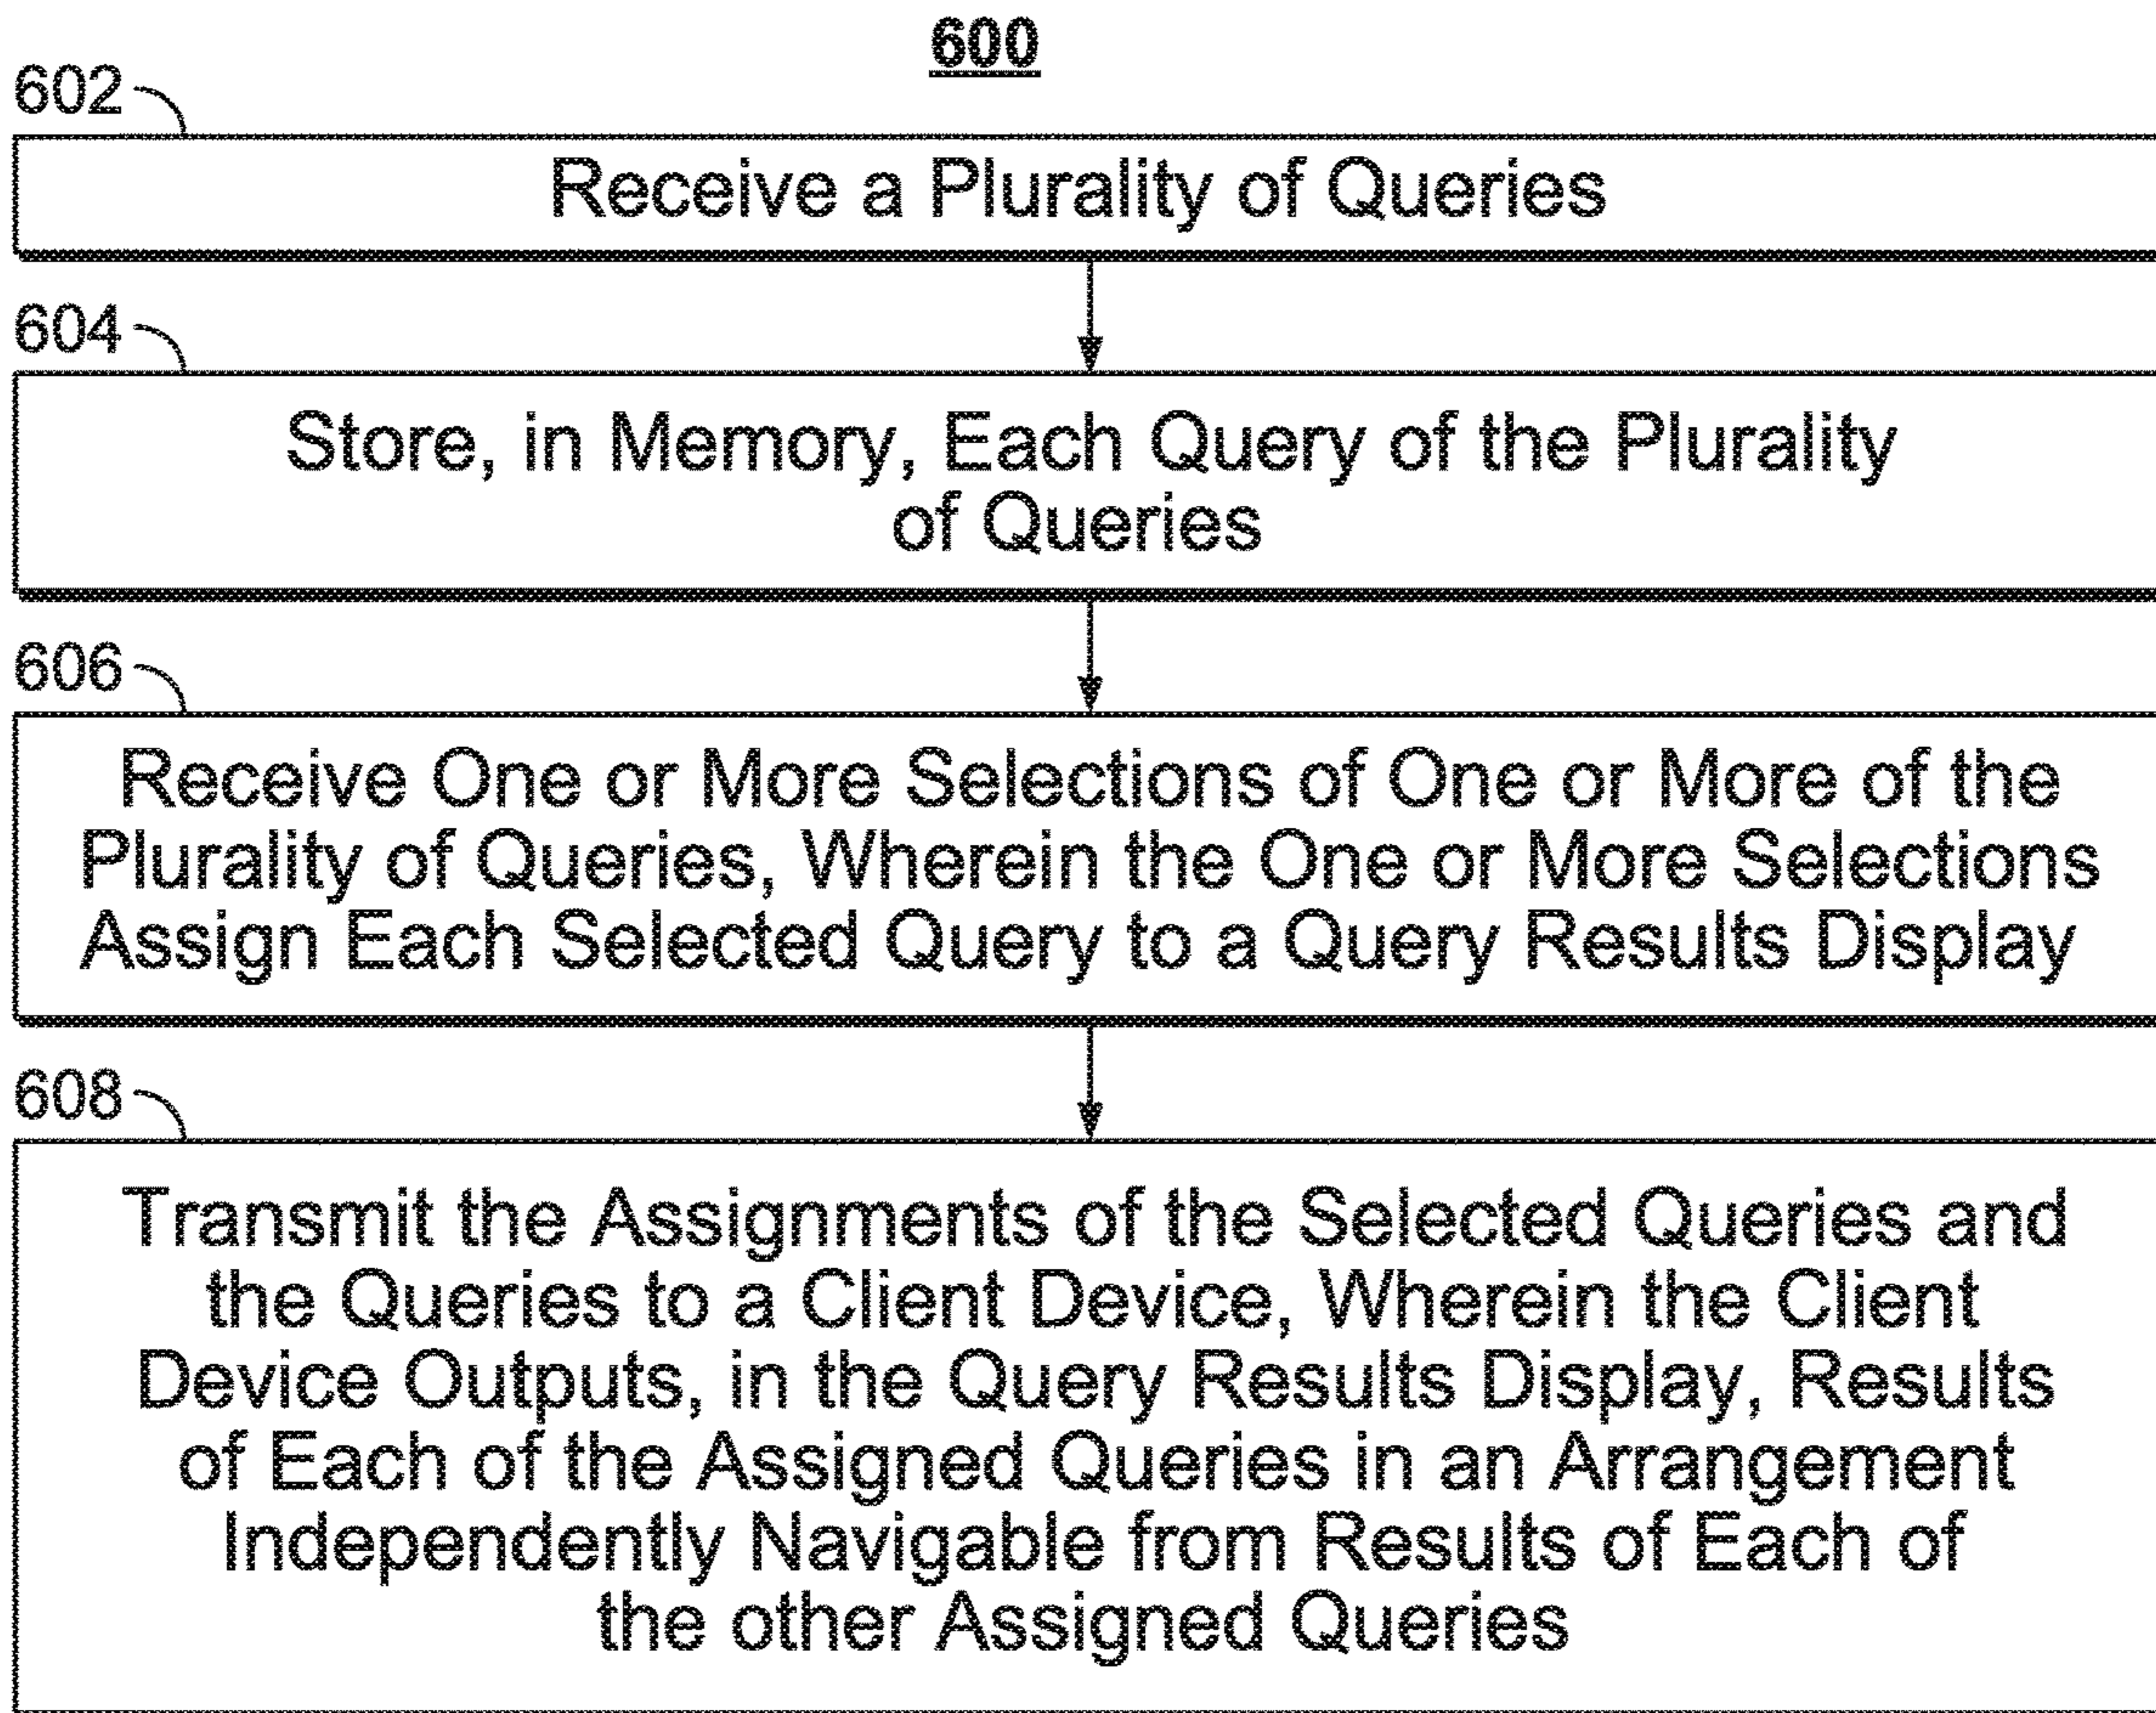 600
602
Receive a Plurality of Queries
604
Store, in Memory, Each Query of the Plurality
of Queries
606
Receive One or More Selections of One or More of the
Plurality of Queries, Wherein the One or More Selections
Assign Each Selected Query to a Query Results Display
608
Transmit the Assignments of the Selected Queries and
the Queries to a Client Device, Wherein the Client
Device Outputs, in the Query Results Display, Results
of Each of the Assigned Queries in an Arrangement
Independently Navigable from Results of Each of
the other Assigned Queries